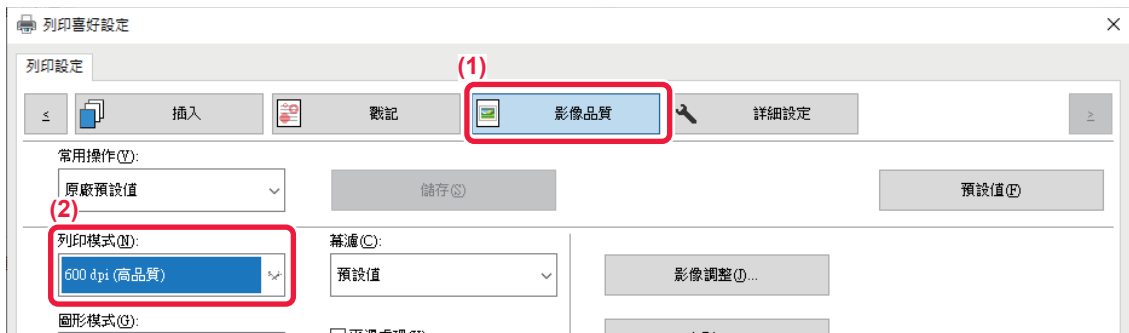 列印喜好設定
列印設定
(1)
≤ 插入 戳記 影像品質 詳細設定 ≥
常用操作(V):
原廠預設值 儲存(S) 預設值(F)
(2)
列印模式(N): 幕濾(C):
600 dpi (高品質) 預設值 影像調整(J)...
圖形模式(G):